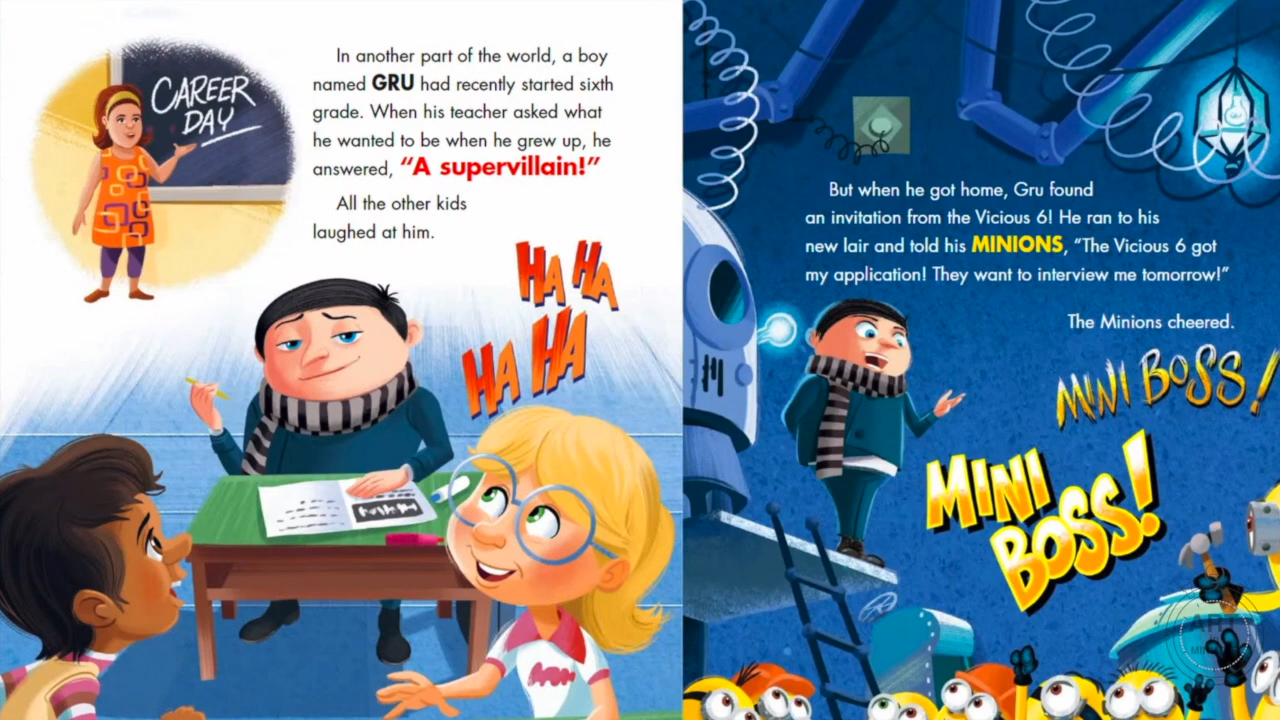 CAREER
DAY
In another part of the world, a boy
named GRU had recently started sixth
grade. When his teacher asked what
he wanted to be when he grew up, he
answered, “A supervillain!”
All the other kids
laughed at him.
HA HA
HA HA
But when he got home, Gru found
an invitation from the Vicious 6! He ran to his
new lair and told his MINIONS, “The Vicious 6 got
my application! They want to interview me tomorrow!”
The Minions cheered.
MINI BOSS!
MINI
BOSS!